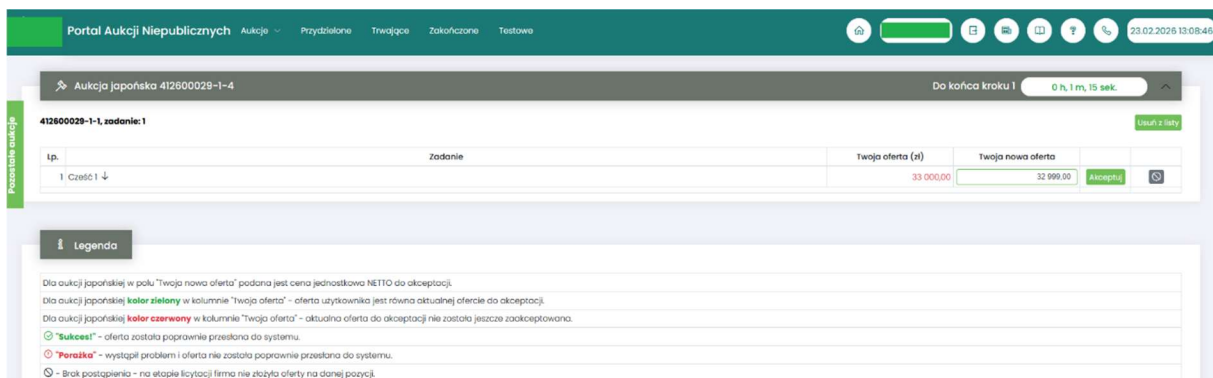 Portal Aukcji Niepublicznych Aukcje Przydzielone Trwające Zakończone Testowe 23.02.2026 13:08:46
Aukcja japońska 412600029-1-4 Do końca kroku 1 0 h, 1 m, 15 sek.
Pozostałe aukcje
412600029-1-1, zadanie: 1 Usuń z listy
Lp. Zadanie Twoja oferta (zł) Twoja nowa oferta
1 Cześć 1 ↓ 33 000,00 32 999,00 Akceptuj
Legenda
Dla aukcji japońskiej w polu "Twoja nowa oferta" podana jest cena jednostkowa NETTO do akceptacji.
Dla aukcji japońskiej kolor zielony w kolumnie "Twoja oferta" - oferta użytkownika jest równa aktualnej ofercie do akceptacji.
Dla aukcji japońskiej kolor czerwony w kolumnie "Twoja oferta" - aktualna oferta do akceptacji nie została jeszcze zaakceptowana.
"Sukces!" - oferta została poprawnie przesłana do systemu.
"Porażka" - wystąpił problem i oferta nie została poprawnie przesłana do systemu.
- Brak postąpienia - na etapie licytacji firma nie złożyła oferty na danej pozycji.